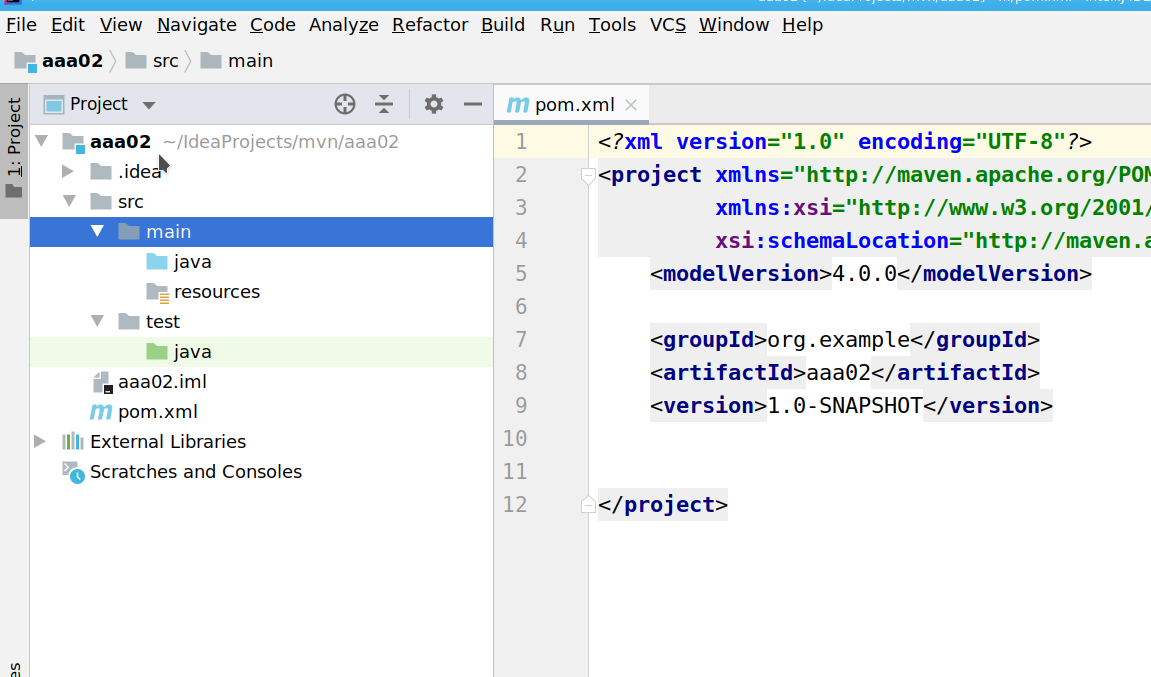 File Edit View Navigate Code Analyze Refactor Build Run Tools VCS Window Help
aaa02 src main
1: Project
Project
aaa02 ~/IdeaProjects/mvn/aaa02
.idea
src
main
java
resources
test
java
aaa02.iml
m pom.xml
External Libraries
Scratches and Consoles
m pom.xml
1 <?xml version="1.0" encoding="UTF-8"?>
2 <project xmlns="http://maven.apache.org/POM
3 xmlns:xsi="http://www.w3.org/2001/
4 xsi:schemaLocation="http://maven.a
5 <modelVersion>4.0.0</modelVersion>
6
7 <groupId>org.example</groupId>
8 <artifactId>aaa02</artifactId>
9 <version>1.0-SNAPSHOT</version>
10
11
12 </project>